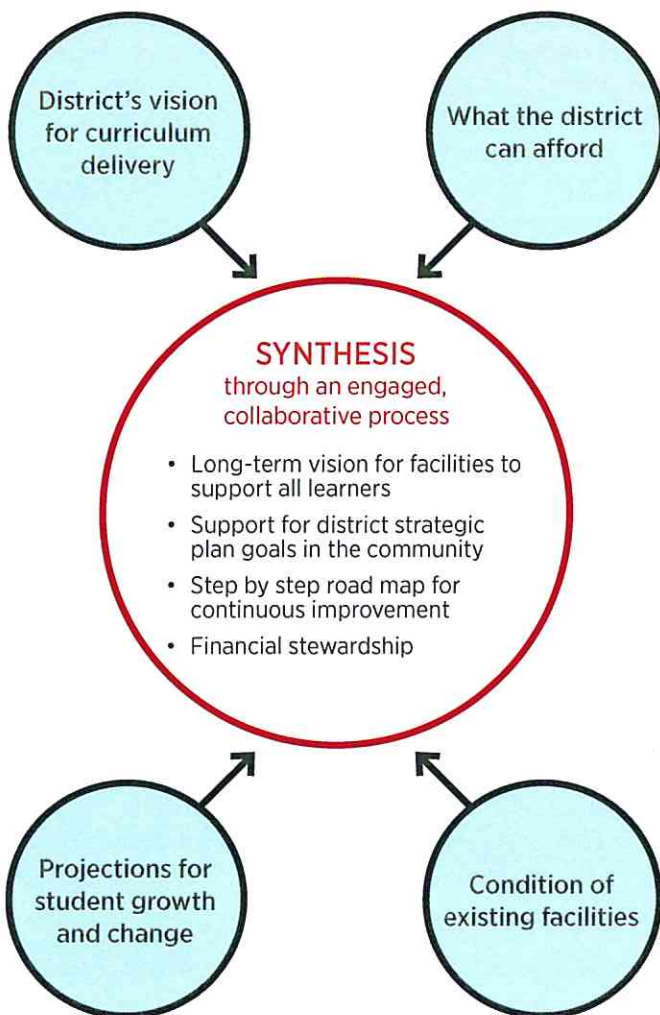 District's vision
for curriculum
delivery
What the district
can afford
SYNTHESIS
through an engaged,
collaborative process
• Long-term vision for facilities to
support all learners
• Support for district strategic
plan goals in the community
• Step by step road map for
continuous improvement
• Financial stewardship
Projections for
student growth
and change
Condition of
existing facilities